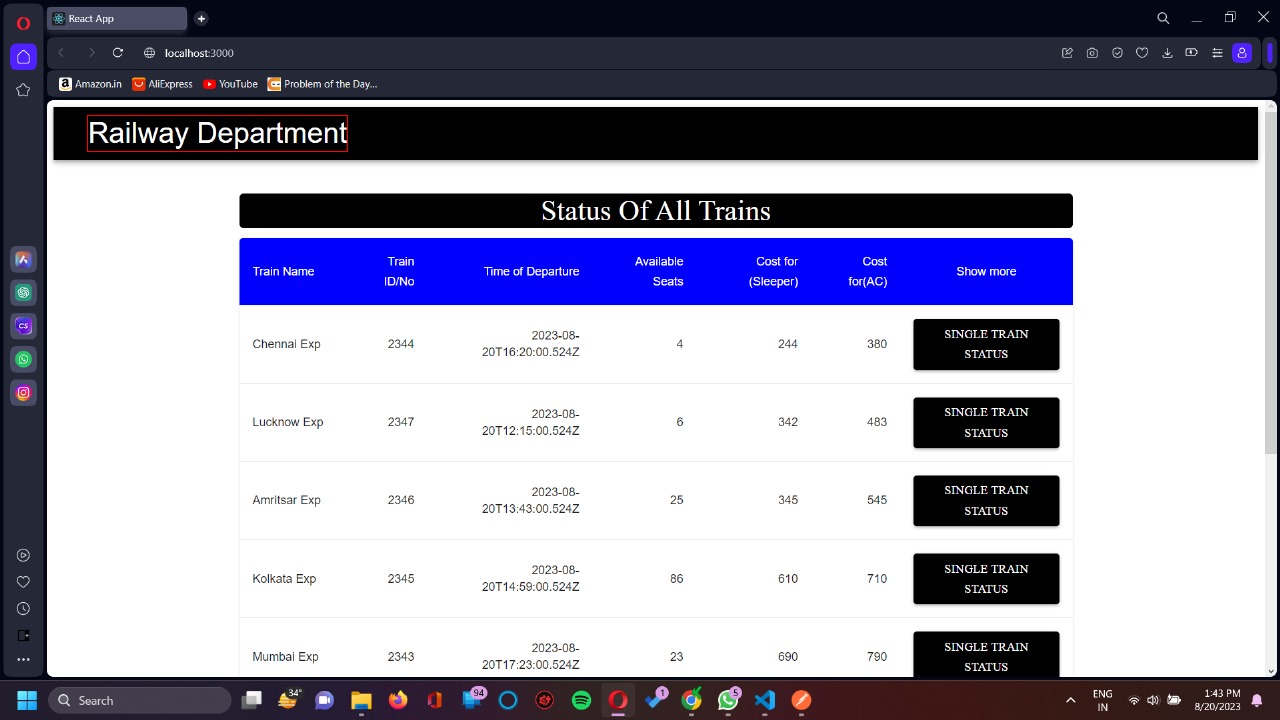 React App
localhost:3000
Amazon.in AliExpress YouTube Problem of the Day...
Railway Department
Status Of All Trains
Train Name
Train
ID/No
Time of Departure
Available
Seats
Cost for
(Sleeper)
Cost
for(AC)
Show more
Chennai Exp
2344
2023-08-
20T16:20:00.524Z
4
244
380
SINGLE TRAIN
STATUS
Lucknow Exp
2347
2023-08-
20T12:15:00.524Z
6
342
483
SINGLE TRAIN
STATUS
Amritsar Exp
2346
2023-08-
20T13:43:00.524Z
25
345
545
SINGLE TRAIN
STATUS
Kolkata Exp
2345
2023-08-
20T14:59:00.524Z
86
610
710
SINGLE TRAIN
STATUS
Mumbai Exp
2343
2023-08-
20T17:23:00.524Z
23
690
790
SINGLE TRAIN
STATUS
CS
Search
34°
94
1
5
ENG
IN
1:43 PM
8/20/2023